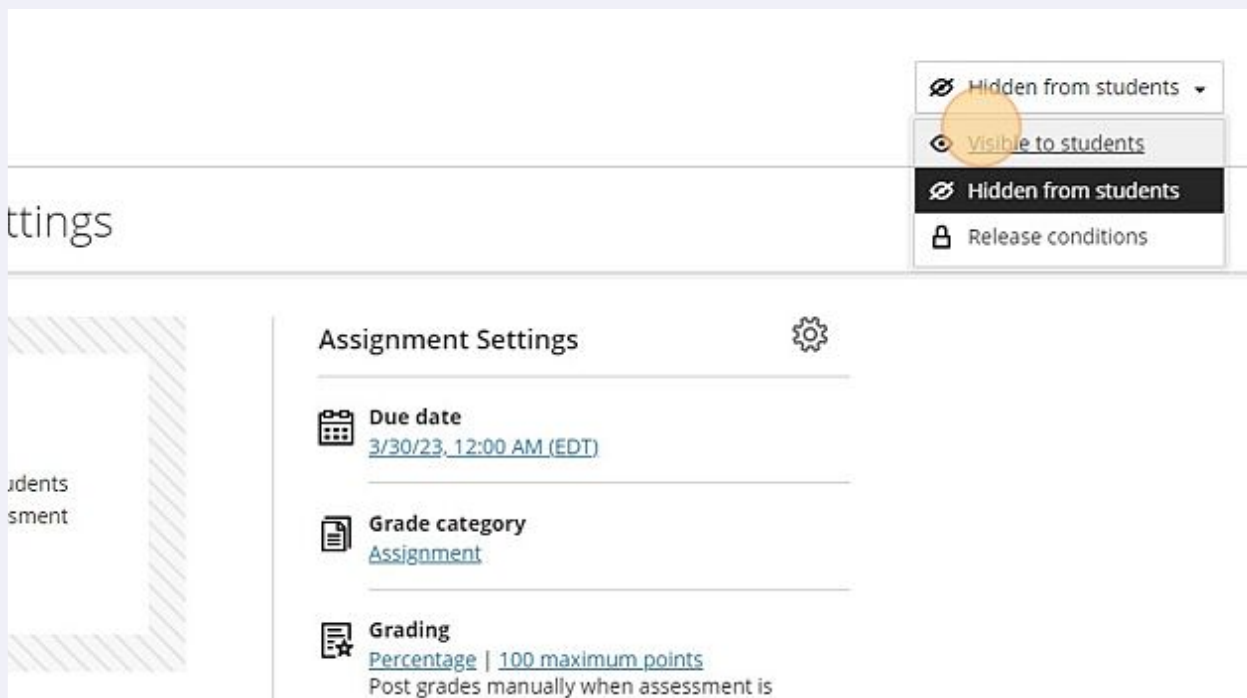 Hidden from students
Visible to students
Hidden from students
Release conditions
ttings
Assignment Settings
Due date
3/30/23, 12:00 AM (EDT)
udents
sment
Grade category
Assignment
Grading
Percentage | 100 maximum points
Post grades manually when assessment is